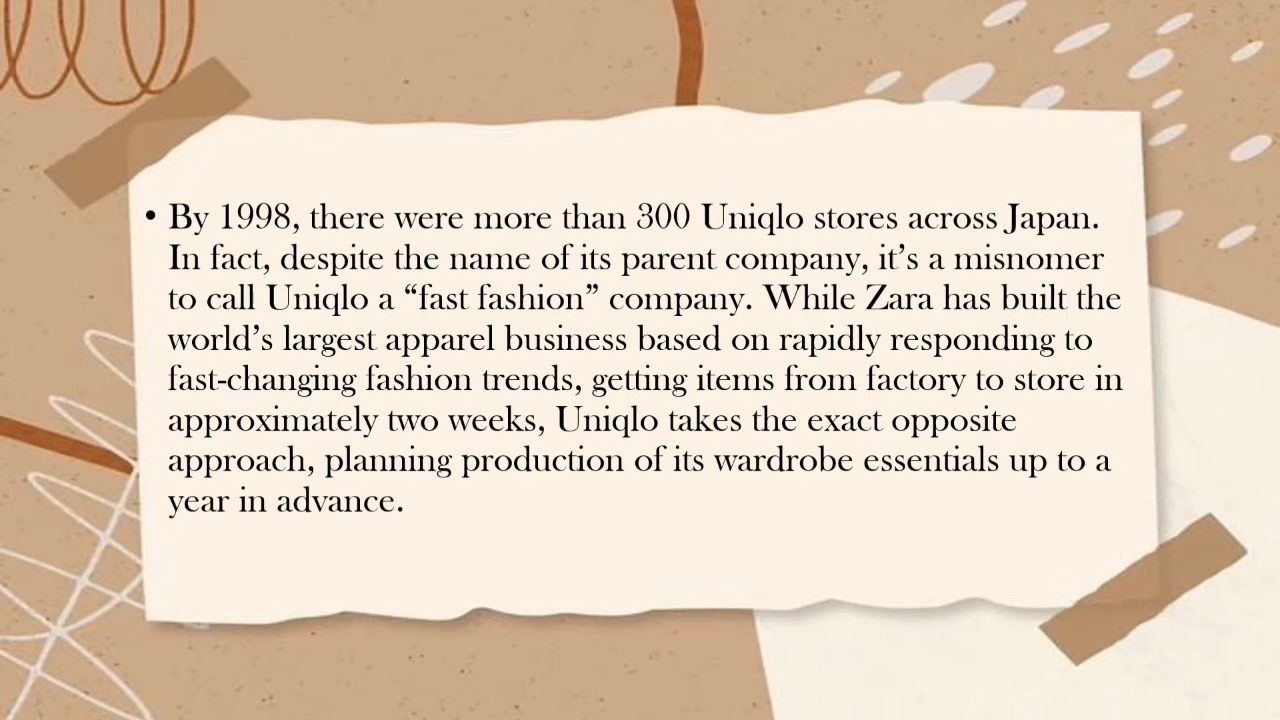 • By 1998, there were more than 300 Uniqlo stores across Japan.
In fact, despite the name of its parent company, it’s a misnomer
to call Uniqlo a “fast fashion” company. While Zara has built the
world’s largest apparel business based on rapidly responding to
fast-changing fashion trends, getting items from factory to store in
approximately two weeks, Uniqlo takes the exact opposite
approach, planning production of its wardrobe essentials up to a
year in advance.